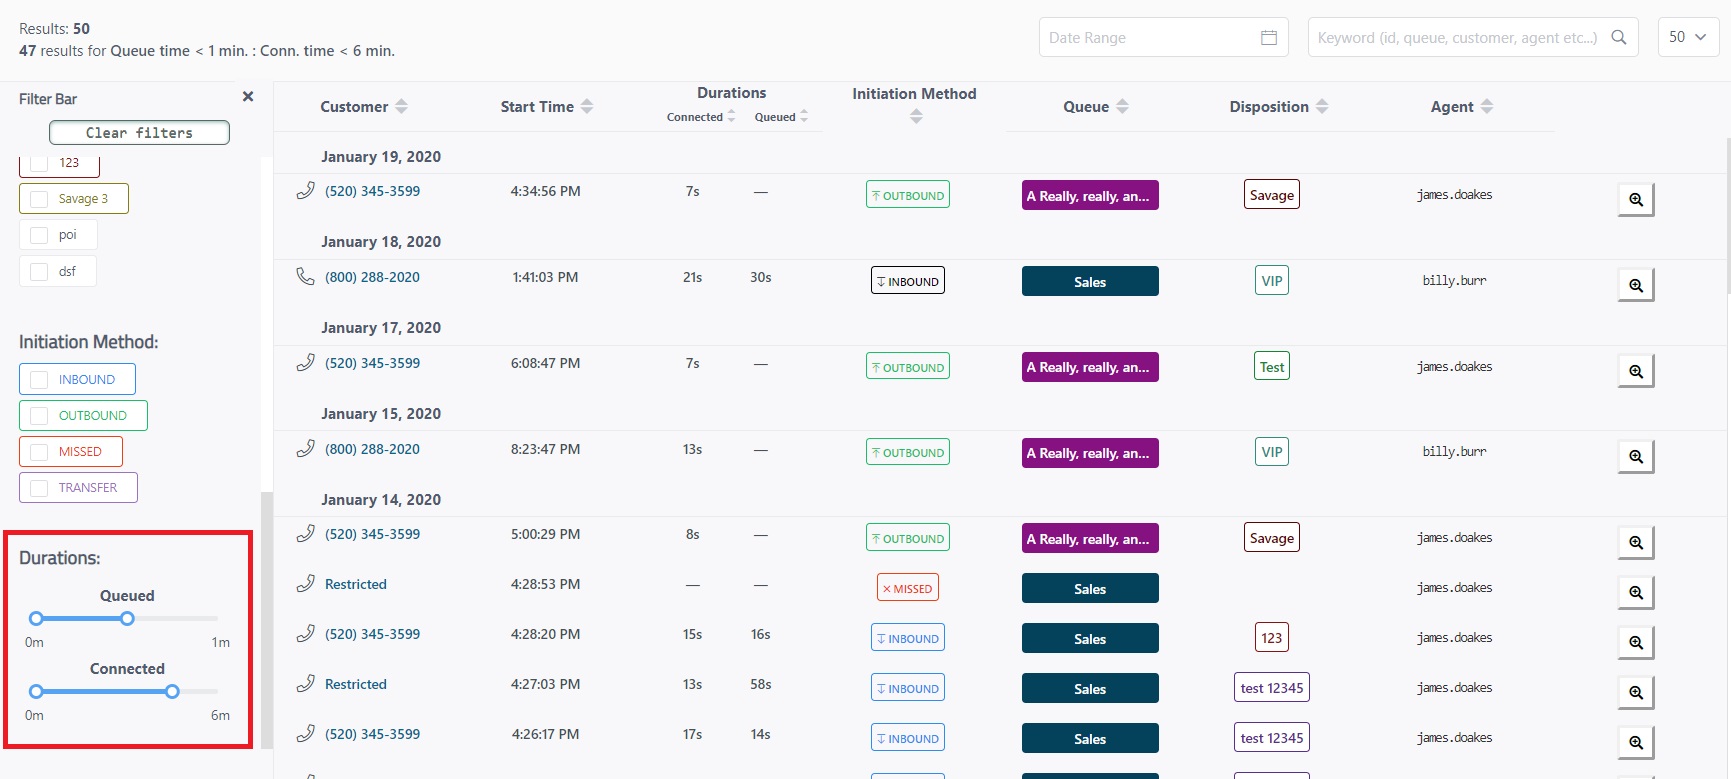 Results: 50
47 results for Queue time < 1 min. : Conn. time < 6 min.
Date Range
Keyword (id, queue, customer, agent etc...)
50
Filter Bar
×
Clear filters
123
Savage 3
poi
dsf
Initiation Method:
INBOUND
OUTBOUND
MISSED
TRANSFER
Durations:
Queued
0m 1m
Connected
0m 6m
Customer Start Time Durations Initiation Method Queue Disposition Agent
Connected Queued
January 19, 2020
(520) 345-3599 4:34:56 PM 7s — OUTBOUND A Really, really, an... Savage james.doakes
January 18, 2020
(800) 288-2020 1:41:03 PM 21s 30s INBOUND Sales VIP billy.burr
January 17, 2020
(520) 345-3599 6:08:47 PM 7s — OUTBOUND A Really, really, an... Test james.doakes
January 15, 2020
(800) 288-2020 8:23:47 PM 13s — OUTBOUND A Really, really, an... VIP billy.burr
January 14, 2020
(520) 345-3599 5:00:29 PM 8s — OUTBOUND A Really, really, an... Savage james.doakes
Restricted 4:28:53 PM — — × MISSED Sales james.doakes
(520) 345-3599 4:28:20 PM 15s 16s INBOUND Sales 123 james.doakes
Restricted 4:27:03 PM 13s 58s INBOUND Sales test 12345 james.doakes
(520) 345-3599 4:26:17 PM 17s 14s INBOUND Sales test 12345 james.doakes